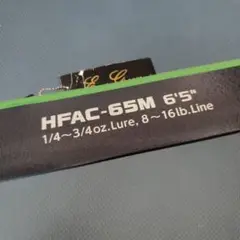 HFAC-65M 6'5"
1/4~3/4oz.Lure, 8~16lb.Line